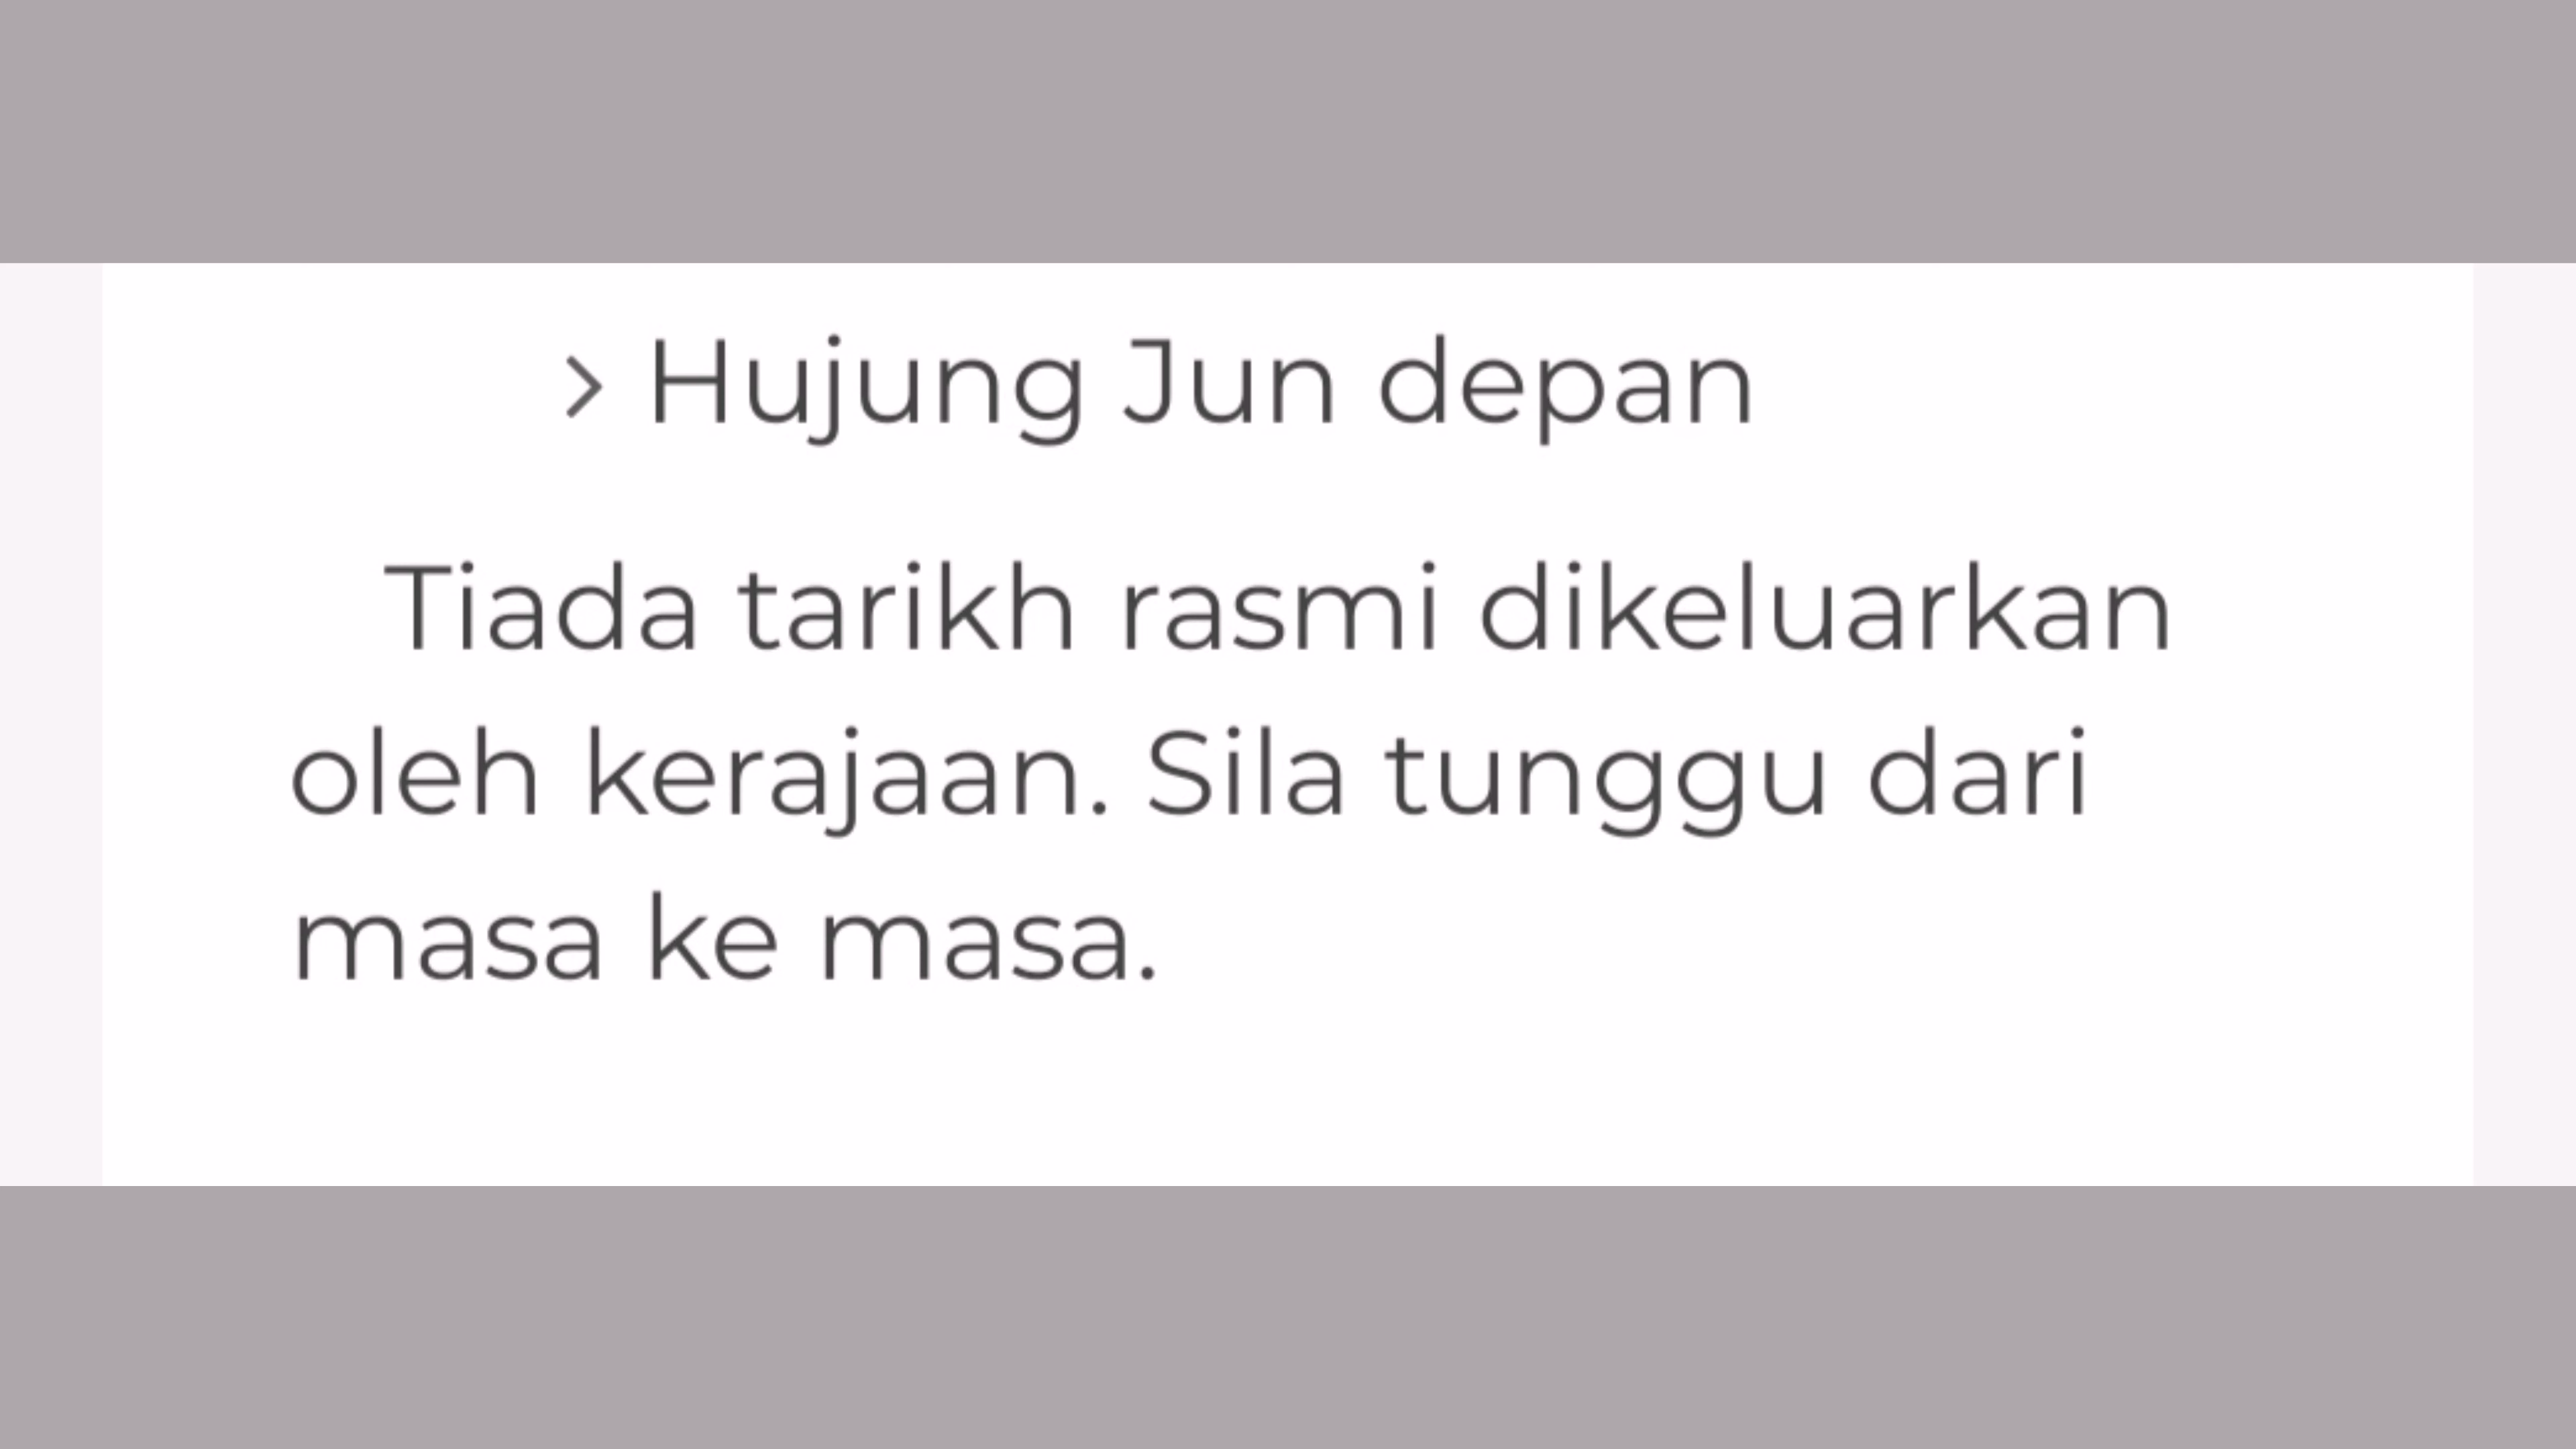 > Hujung Jun depan
Tiada tarikh rasmi dikeluarkan
oleh kerajaan. Sila tunggu dari
masa ke masa.